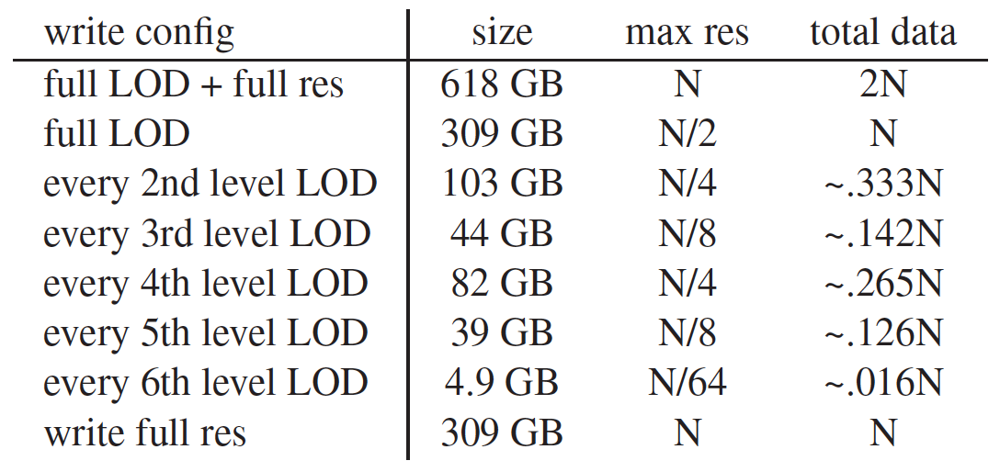 write config size max res total data
full LOD + full res 618 GB N 2N
full LOD 309 GB N/2 N
every 2nd level LOD 103 GB N/4 ~.333N
every 3rd level LOD 44 GB N/8 ~.142N
every 4th level LOD 82 GB N/4 ~.265N
every 5th level LOD 39 GB N/8 ~.126N
every 6th level LOD 4.9 GB N/64 ~.016N
write full res 309 GB N N